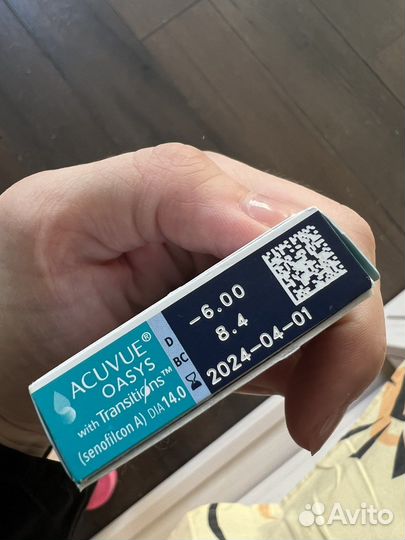 ACUVUE®
OASYS
with Transitions™
(senofilcon A) DIA 14.0
D -6.00
BC 8.4
2024-04-01
Avito